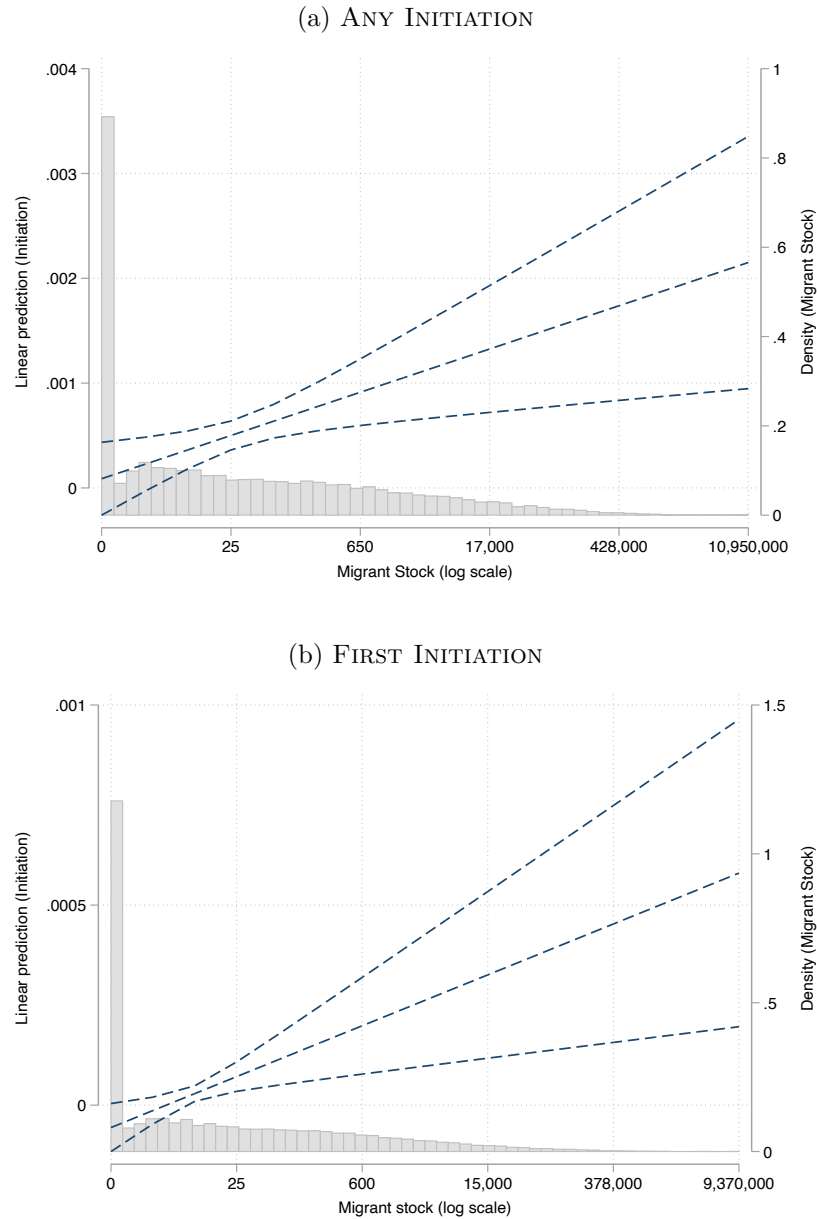 (a) ANY INITIATION
.004
.003
.002
.001
0
Linear prediction (Initiation)
1
.8
.6
.4
.2
0
Density (Migrant Stock)
0 25 650 17,000 428,000 10,950,000
Migrant Stock (log scale)
(b) FIRST INITIATION
.001
.0005
0
Linear prediction (Initiation)
1.5
1
.5
0
Density (Migrant Stock)
0 25 600 15,000 378,000 9,370,000
Migrant stock (log scale)